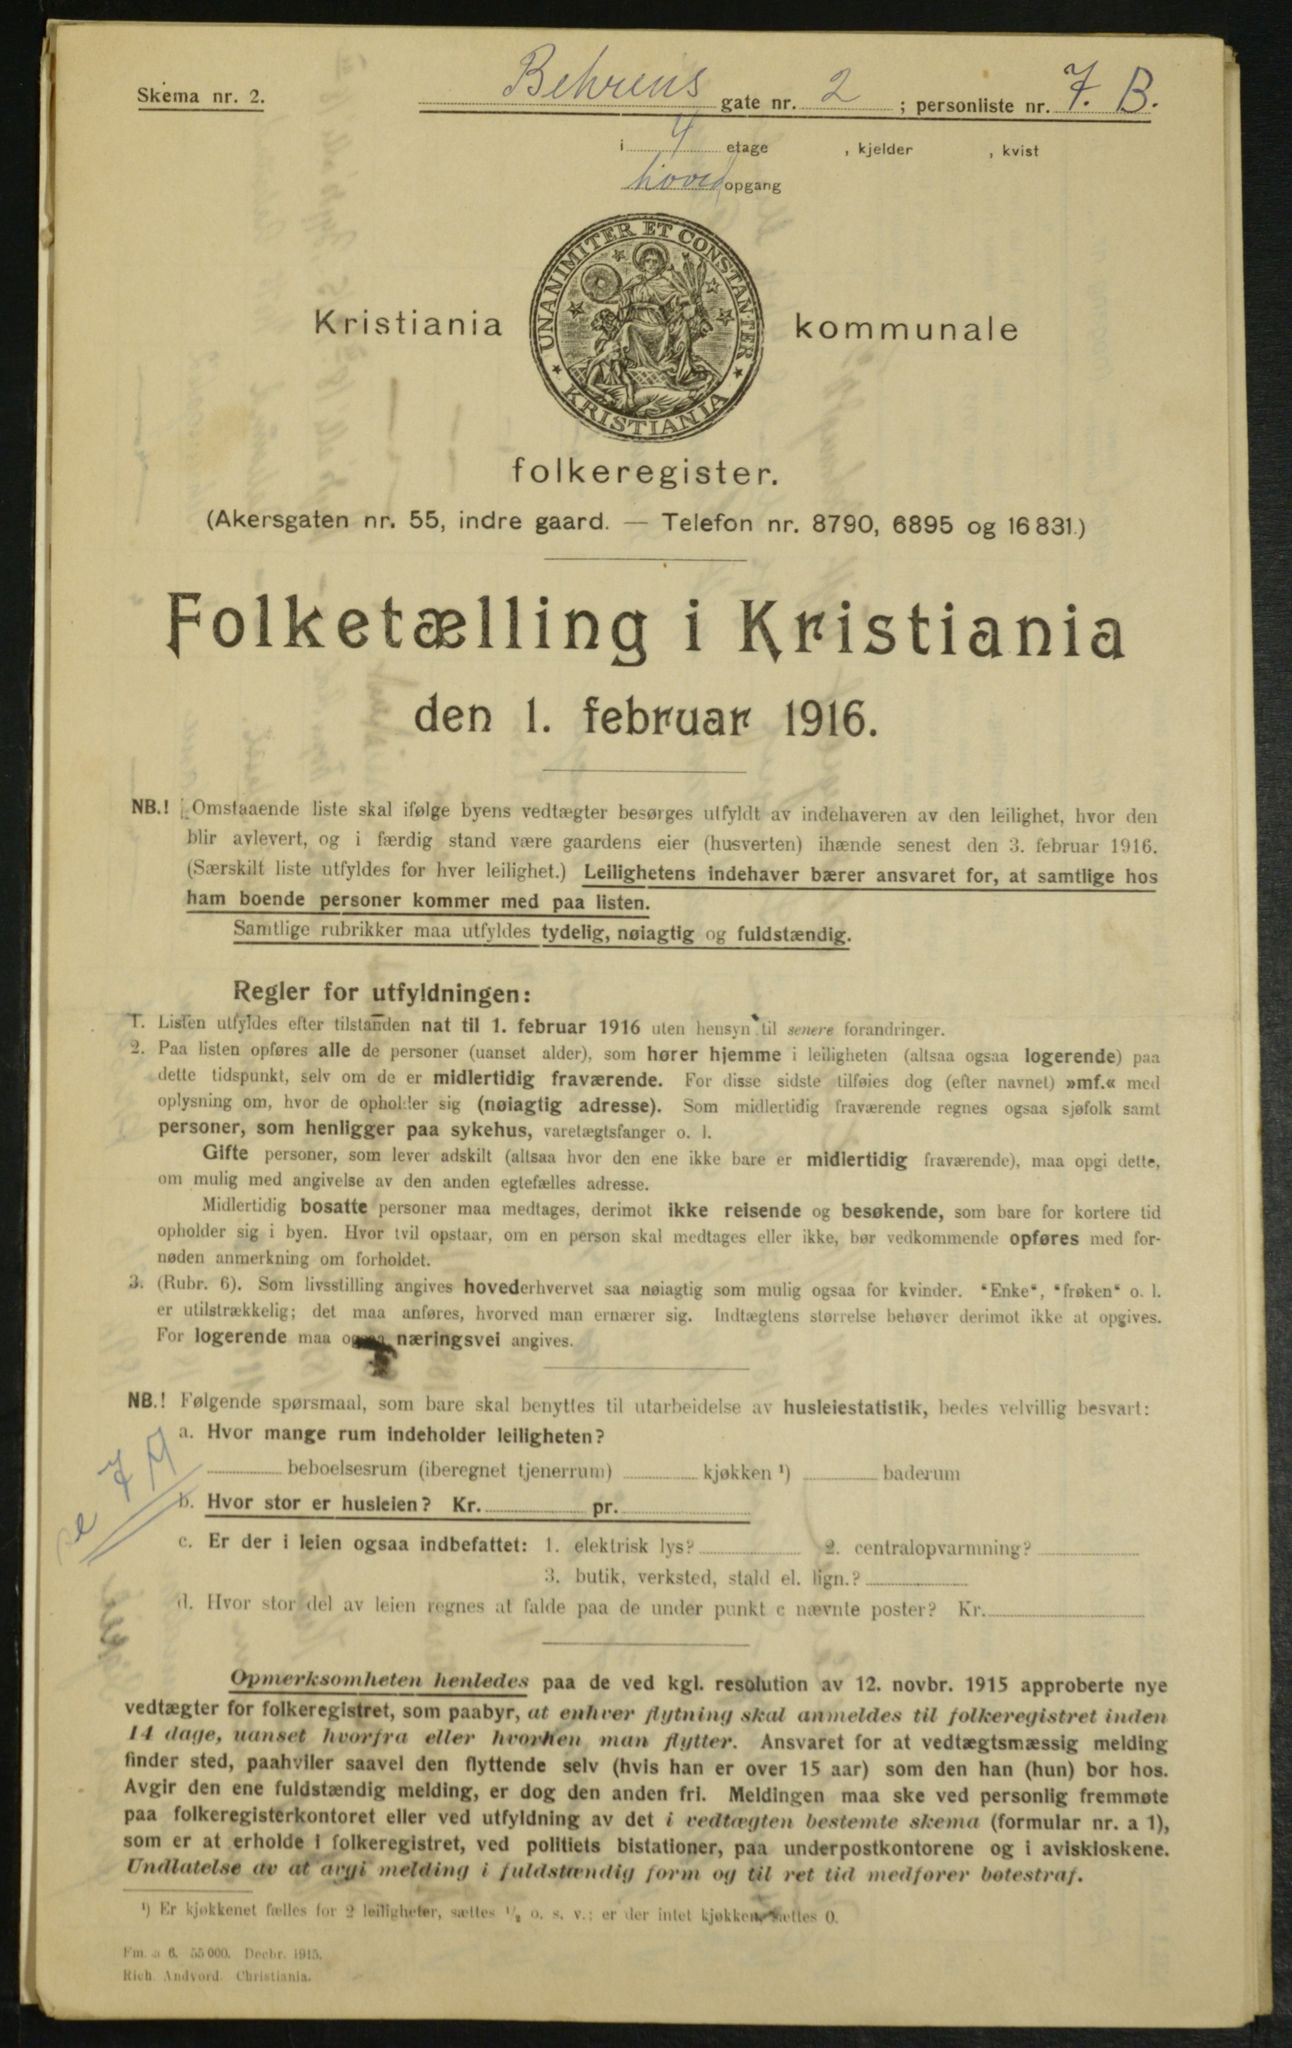 Skema nr. 2.
Behrens gate nr. 2 ; personliste nr. 7. B.
i 4 etage , kjelder , kvist
hoved opgang
UNANIMITER ET CONSTANTER
KRISTIANIA
Kristiania kommunale
folkeregister.
(Akersgaten nr. 55, indre gaard. — Telefon nr. 8790, 6895 og 16 831.)
Folketælling i Kristiania
den 1. februar 1916.
NB.! Omstaaende liste skal ifølge byens vedtægter besørges utfyldt av indehaveren av den leilighet, hvor den
blir avlevert, og i færdig stand være gaardens eier (husverten) ihænde senest den 3. februar 1916.
(Særskilt liste utfyldes for hver leilighet.) Leilighetens indehaver bærer ansvaret for, at samtlige hos
ham boende personer kommer med paa listen.
Samtlige rubrikker maa utfyldes tydelig, nøiagtig og fuldstændig.
Regler for utfyldningen:
1. Listen utfyldes efter tilstanden nat til 1. februar 1916 uten hensyn til senere forandringer.
2. Paa listen opføres alle de personer (uanset alder), som hører hjemme i leiligheten (altsaa ogsaa logerende) paa
dette tidspunkt, selv om de er midlertidig fraværende. For disse sidste tilføies dog (efter navnet) »mf.« med
oplysning om, hvor de opholder sig (nøiagtig adresse). Som midlertidig fraværende regnes ogsaa sjøfolk samt
personer, som henligger paa sykehus, varetægtsfanger o. l.
Gifte personer, som lever adskilt (altsaa hvor den ene ikke bare er midlertidig fraværende), maa opgi dette,
om mulig med angivelse av den anden egtefælles adresse.
Midlertidig bosatte personer maa medtages, derimot ikke reisende og besøkende, som bare for kortere tid
opholder sig i byen. Hvor tvil opstaar, om en person skal medtages eller ikke, bør vedkommende opføres med for-
nøden anmerkning om forholdet.
3. (Rubr. 6). Som livsstilling angives hovederhvervet saa nøiagtig som mulig ogsaa for kvinder. "Enke", "frøken" o. l.
er utilstrækkelig; det maa anføres, hvorved man ernærer sig. Indtægtens størrelse behøver derimot ikke at opgives.
For logerende maa ogsaa næringsvei angives.
NB.! Følgende spørsmaal, som bare skal benyttes til utarbeidelse av husleiestatistik, bedes velvillig besvart:
a. Hvor mange rum indeholder leiligheten?
beboelsesrum (iberegnet tjenerrum) kjøkken ¹) baderum
se 7 A
b. Hvor stor er husleien? Kr. pr.
c. Er der i leien ogsaa indbefattet: 1. elektrisk lys? 2. centralopvarmning?
3. butik, verksted, stald el. lign.?
d. Hvor stor del av leien regnes at falde paa de under punkt c nævnte poster? Kr.
Opmerksomheten henledes paa de ved kgl. resolution av 12. novbr. 1915 approberte nye
vedtægter for folkeregistret, som paabyr, at enhver flytning skal anmeldes til folkeregistret inden
14 dage, uanset hvorfra eller hvorhen man flytter. Ansvaret for at vedtægtsmæssig melding
finder sted, paahviler saavel den flyttende selv (hvis han er over 15 aar) som den han (hun) bor hos.
Avgir den ene fuldstændig melding, er dog den anden fri. Meldingen maa ske ved personlig fremmøte
paa folkeregisterkontoret eller ved utfyldning av det i vedtægten bestemte skema (formular nr. a 1),
som er at erholde i folkeregistret, ved politiets bistationer, paa underpostkontorene og i aviskioskene.
Undlatelse av at avgi melding i fuldstændig form og til ret tid medfører bøtestraf.
¹) Er kjøkkenet fælles for 2 leiligheter, sættes ½ o. s. v.; er der intet kjøkken, sættes 0.
Fm. a 6. 55 000. Decbr. 1915.
Rich. Andvord. Christiania.